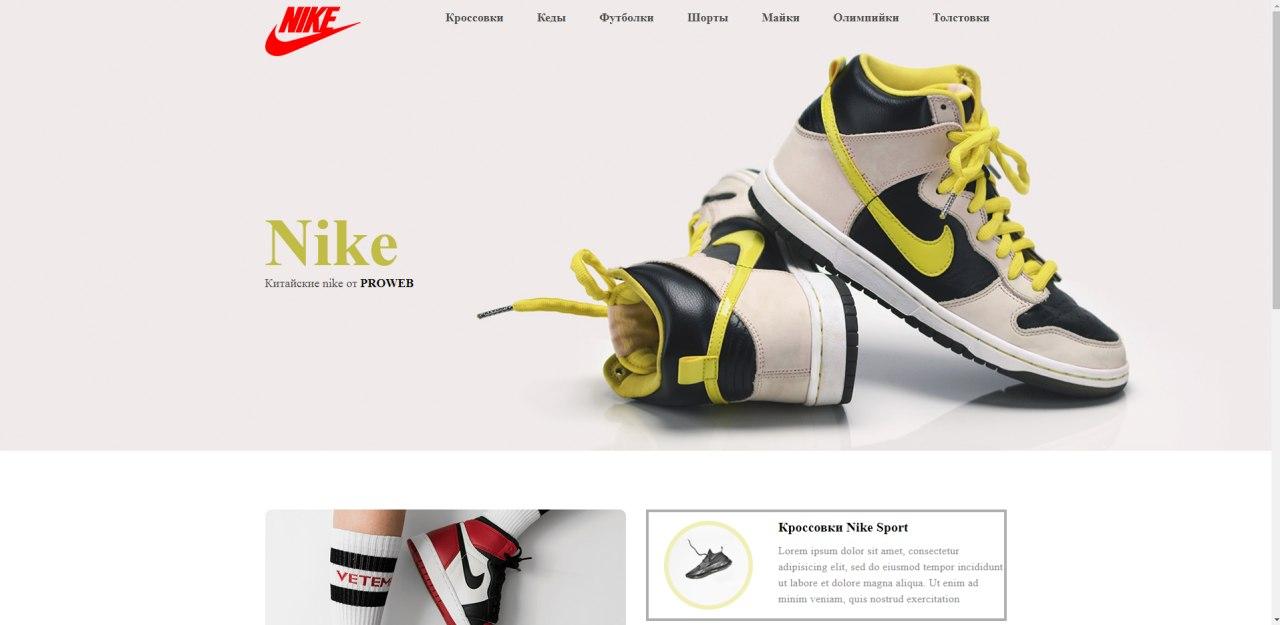 NIKE
Кроссовки Кеды Футболки Шорты Майки Олимпийки Толстовки
Nike
Китайские nike от PROWEB
VETEM
Кроссовки Nike Sport
Lorem ipsum dolor sit amet, consectetur
adipisicing elit, sed do eiusmod tempor incididunt
ut labore et dolore magna aliqua. Ut enim ad
minim veniam, quis nostrud exercitation